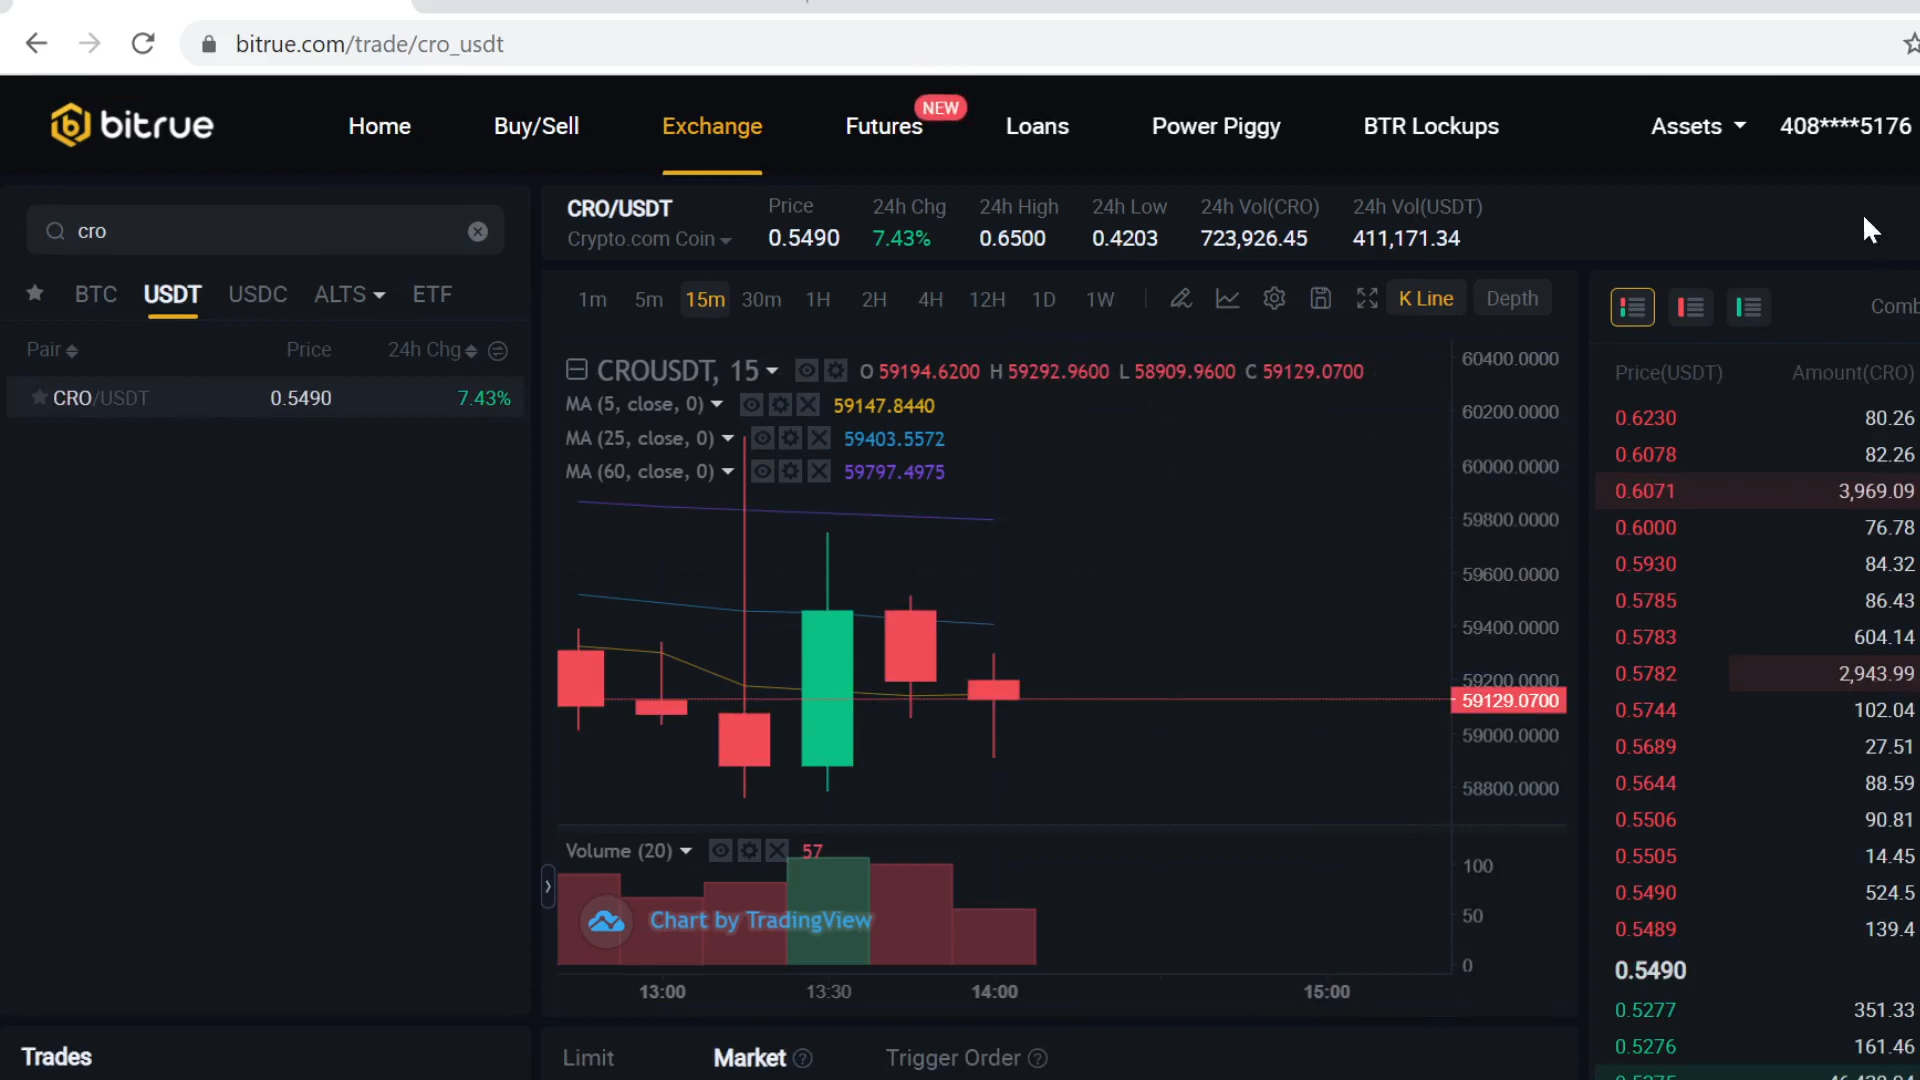 bitrue.com/trade/cro_usdt
bitrue
Home
Buy/Sell
Exchange
Futures
NEW
Loans
Power Piggy
BTR Lockups
Assets
408****5176
cro
BTC
USDT
USDC
ALTS
ETF
Pair
Price
24h Chg
CRO/USDT
0.5490
7.43%
CRO/USDT
Crypto.com Coin
Price
0.5490
24h Chg
7.43%
24h High
0.6500
24h Low
0.4203
24h Vol(CRO)
723,926.45
24h Vol(USDT)
411,171.34
1m 5m 15m 30m 1H 2H 4H 12H 1D 1W
K Line
Depth
CROUSDT, 15
O 59194.6200 H 59292.9600 L 58909.9600 C 59129.0700
MA (5, close, 0)
59147.8440
MA (25, close, 0)
59403.5572
MA (60, close, 0)
59797.4975
60400.0000
60200.0000
60000.0000
59800.0000
59600.0000
59400.0000
59200.0000
59129.0700
59000.0000
58800.0000
Volume (20)
57
Chart by TradingView
100
50
0
13:00
13:30
14:00
15:00
Price(USDT) Amount(CRO)
0.6230 80.26
0.6078 82.26
0.6071 3,969.09
0.6000 76.78
0.5930 84.32
0.5785 86.43
0.5783 604.14
0.5782 2,943.99
0.5744 102.04
0.5689 27.51
0.5644 88.59
0.5506 90.81
0.5505 14.45
0.5490 524.5
0.5489 139.4
0.5490
0.5277 351.33
0.5276 161.46
Trades
Limit
Market
Trigger Order